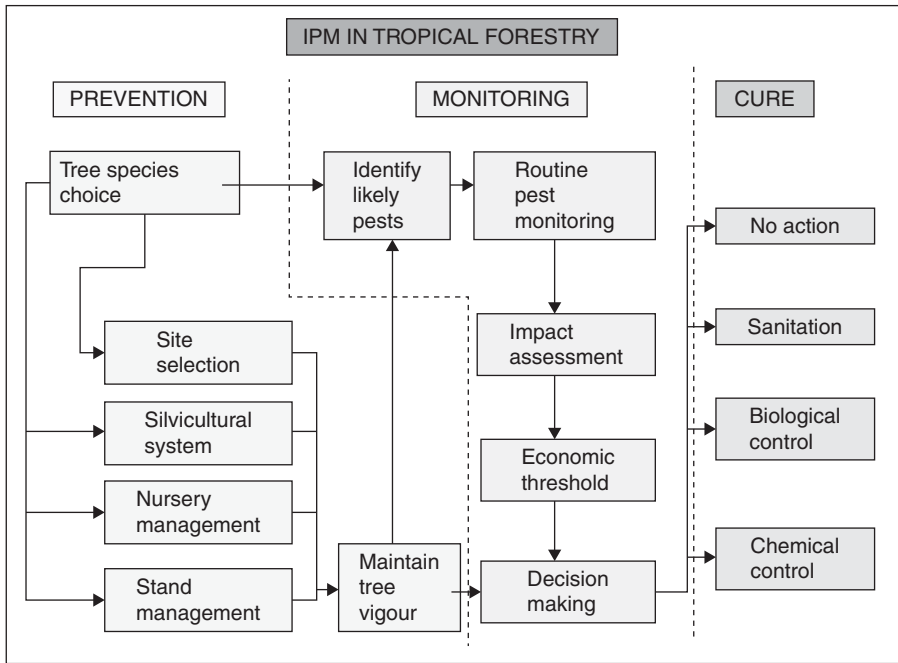 IPM IN TROPICAL FORESTRY
PREVENTION
MONITORING
CURE
Tree species
choice
Identify
likely
pests
Routine
pest
monitoring
No action
Site
selection
Impact
assessment
Sanitation
Silvicultural
system
Economic
threshold
Biological
control
Nursery
management
Stand
management
Maintain
tree
vigour
Decision
making
Chemical
control